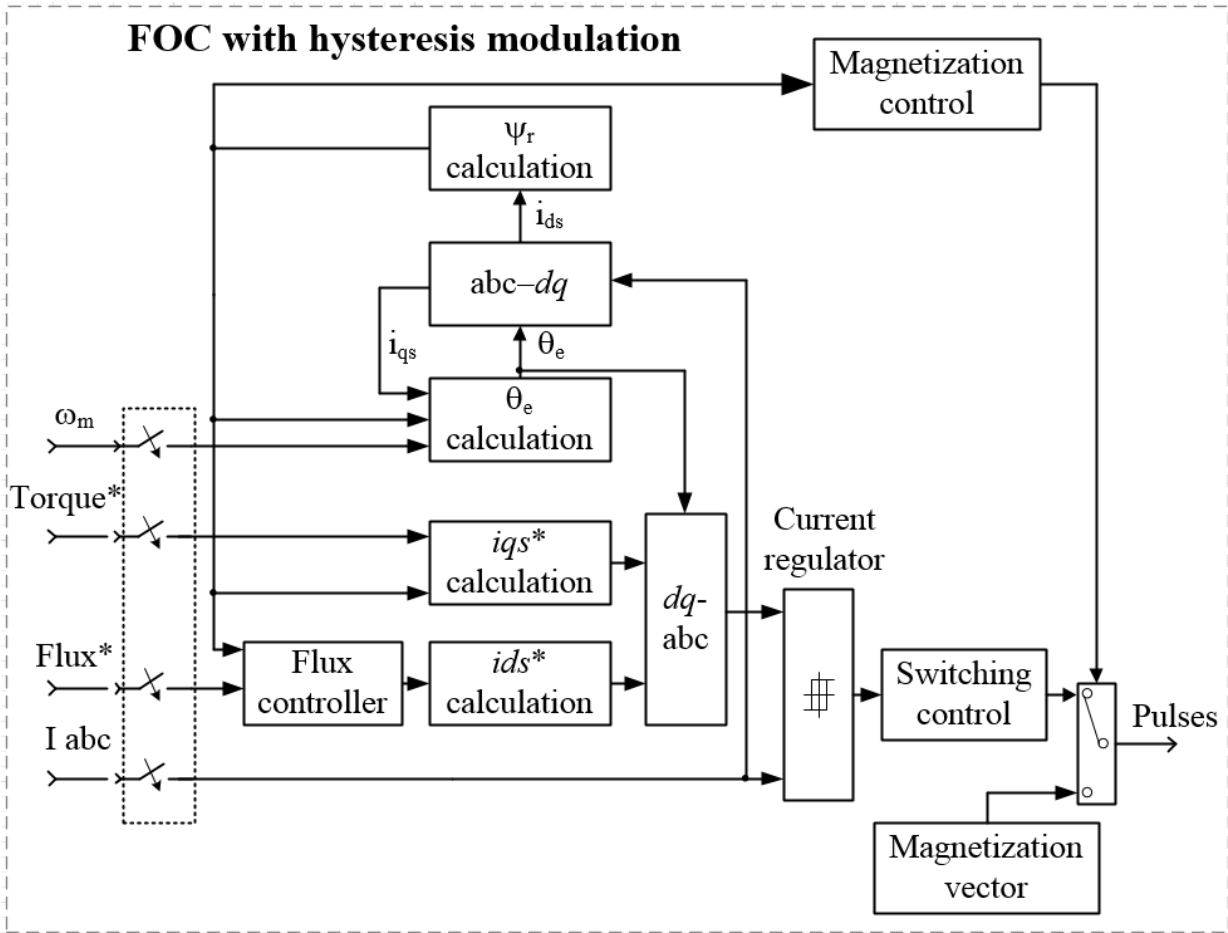 FOC with hysteresis modulation
Magnetization
control
ψr
calculation
ids
abc–dq
iqs
θe
θe
calculation
ωm
Torque*
iqs*
calculation
Current
regulator
dq-
abc
Flux*
Flux
controller
ids*
calculation
Switching
control
Pulses
I abc
Magnetization
vector